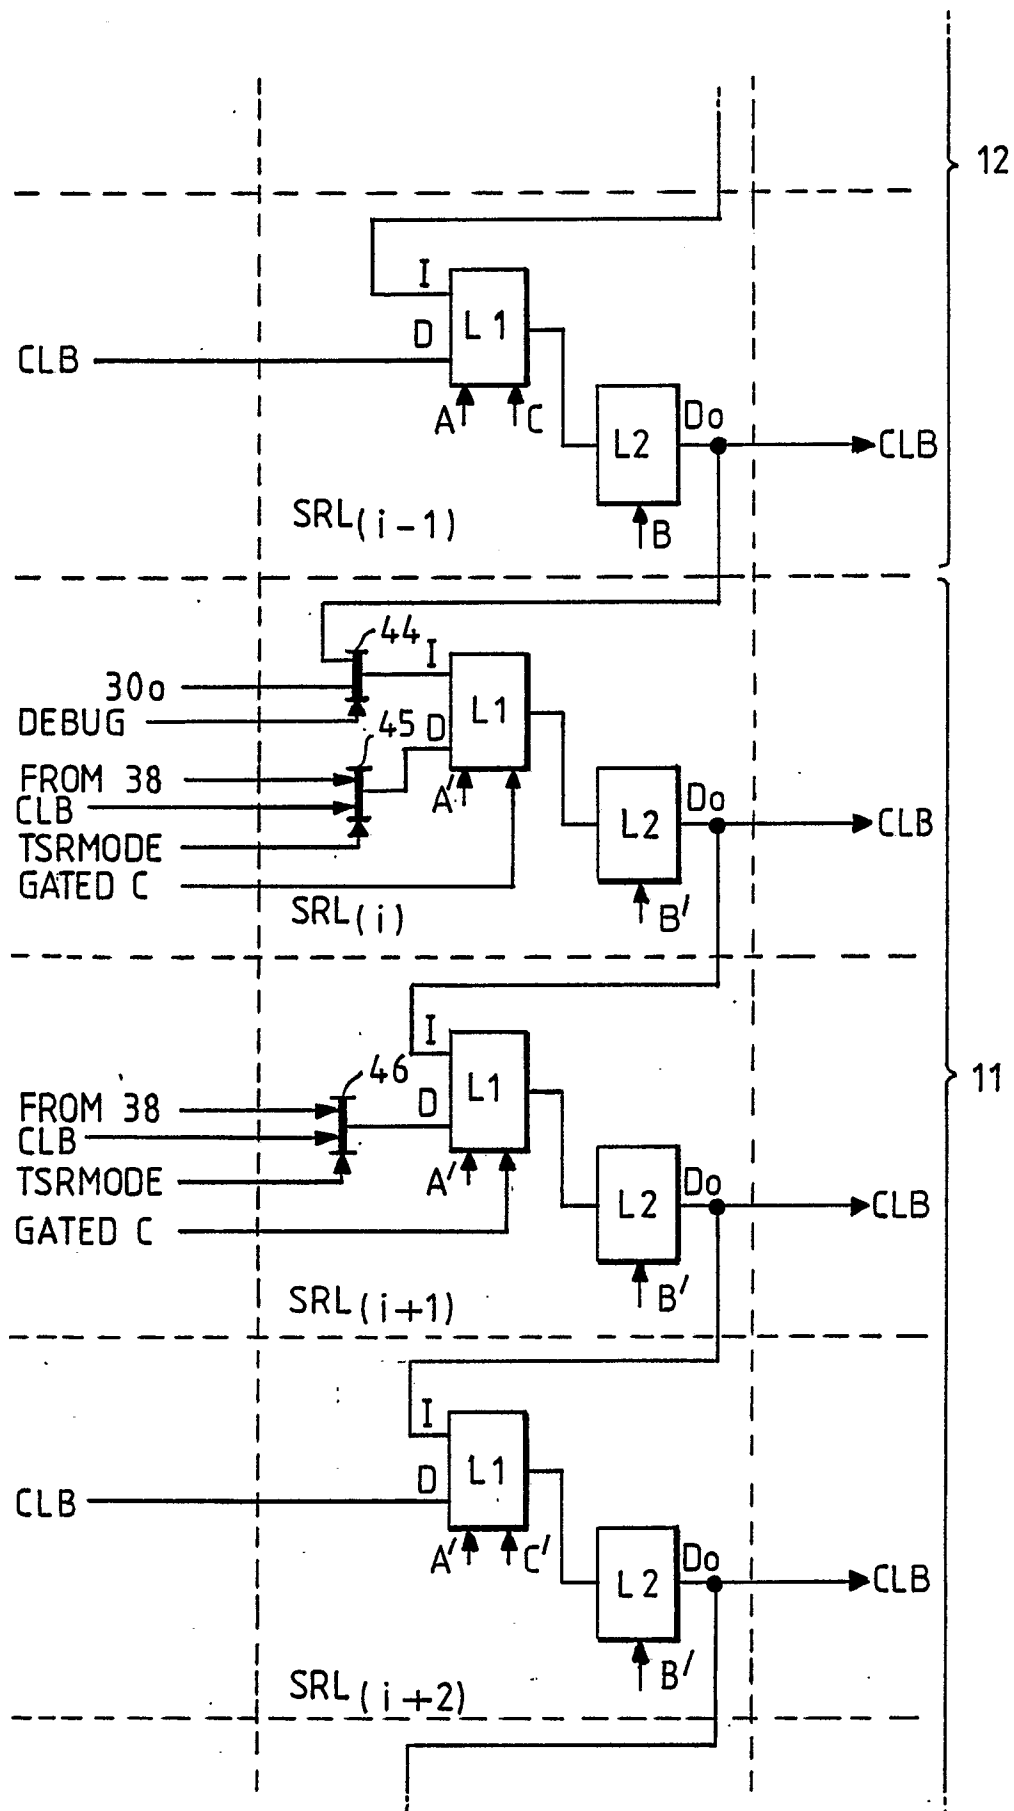 12
I
L1
D
CLB
A
C
Do
L2
CLB
SRL(i-1)
B
44
I
30o
L1
DEBUG
45
D
FROM 38
CLB
A'
Do
L2
CLB
TSRMODE
GATED C
SRL(i)
B'
I
46
L1
11
D
FROM 38
CLB
TSRMODE
A'
Do
L2
CLB
GATED C
SRL(i+1)
B'
I
L1
D
CLB
A'
C'
Do
L2
CLB
SRL(i+2)
B'